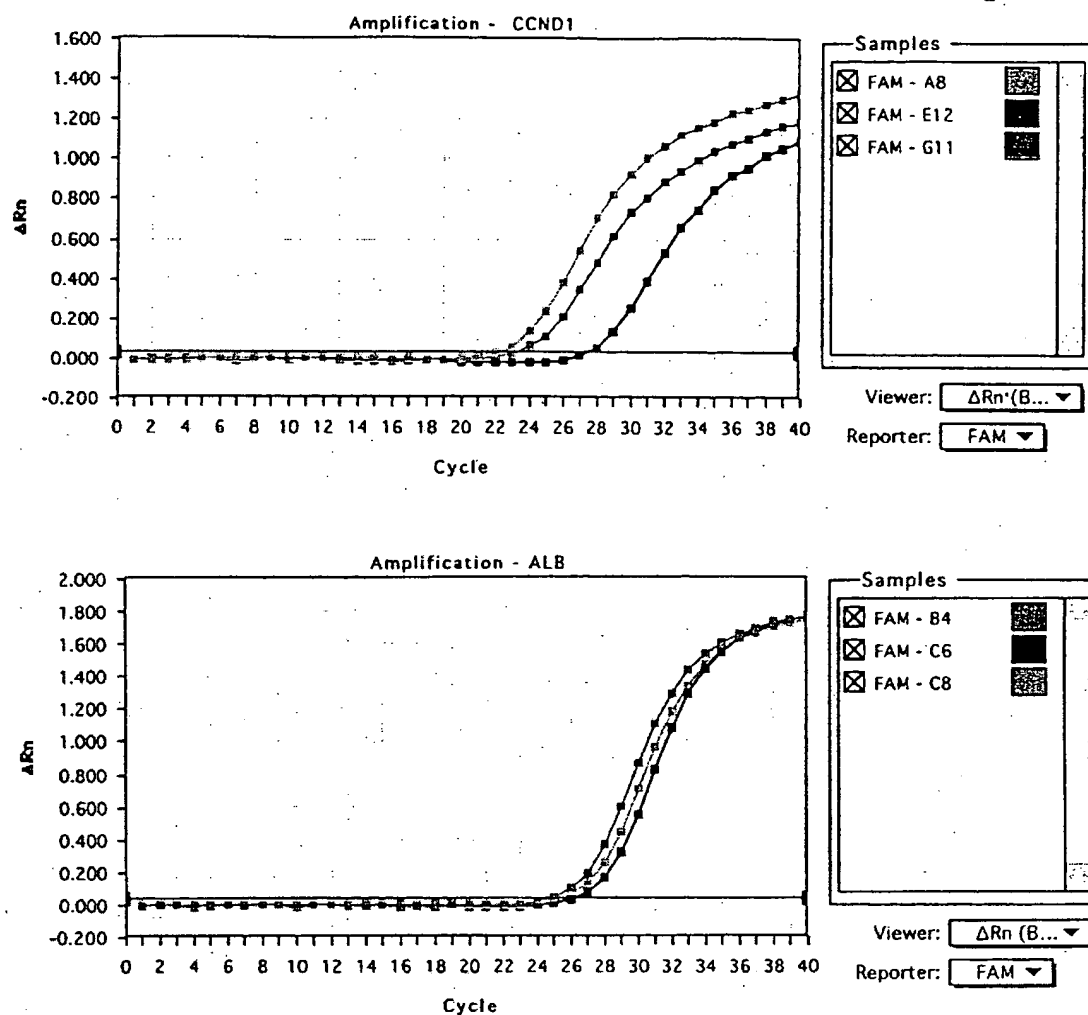 Amplification - CCND1
1.600
1.400
1.200
1.000
0.800
0.600
0.400
0.200
0.000
-0.200
ΔRn
0 2 4 6 8 10 12 14 16 18 20 22 24 26 28 30 32 34 36 38 40
Cycle
Samples
FAM - A8
FAM - E12
FAM - G11
Viewer: ΔRn (B...
Reporter: FAM
Amplification - ALB
2.000
1.800
1.600
1.400
1.200
1.000
0.800
0.600
0.400
0.200
0.000
-0.200
ΔRn
0 2 4 6 8 10 12 14 16 18 20 22 24 26 28 30 32 34 36 38 40
Cycle
Samples
FAM - B4
FAM - C6
FAM - C8
Viewer: ΔRn (B...
Reporter: FAM